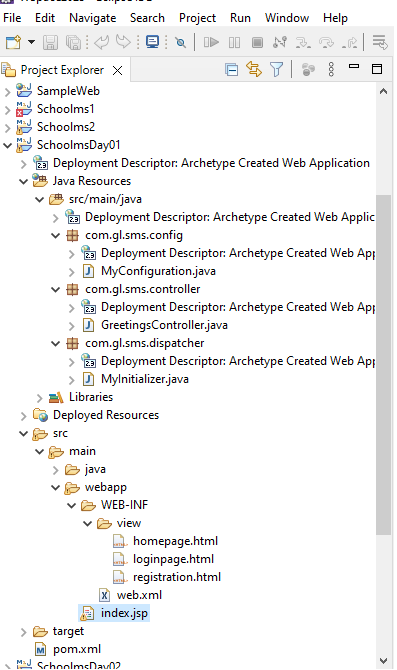 File Edit Navigate Search Project Run Window Help
Project Explorer
SampleWeb
Schoolms1
Schoolms2
SchoolmsDay01
Deployment Descriptor: Archetype Created Web Application
Java Resources
src/main/java
Deployment Descriptor: Archetype Created Web Applic
com.gl.sms.config
Deployment Descriptor: Archetype Created Web App
MyConfiguration.java
com.gl.sms.controller
Deployment Descriptor: Archetype Created Web App
GreetingsController.java
com.gl.sms.dispatcher
Deployment Descriptor: Archetype Created Web App
MyInitializer.java
Libraries
Deployed Resources
src
main
java
webapp
WEB-INF
view
homepage.html
loginpage.html
registration.html
web.xml
index.jsp
target
pom.xml
SchoolmsDay02